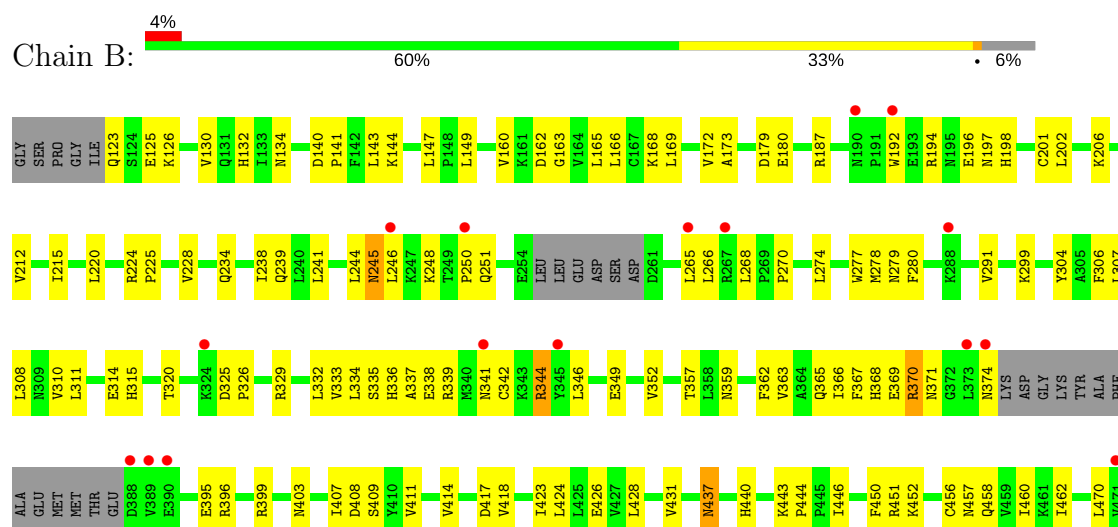 4%
Chain B:
60% 33% • 6%
GLY SER PRO GLY ILE Q123 S124 E125 K126 V130 Q131 H132 I133 N134 D140 P141 F142 L143 K144 L147 P148 L149 V160 K161 D162 G163 V164 L165 L166 C167 K168 L169 V172 A173 D179 E180 R187 N190 P191 W192 E193 R194 N195 E196 N197 H198 C201 L202 K206
V212 I215 L220 R224 P225 V228 Q234 I238 Q239 L240 L241 L244 N245 L246 K247 K248 T249 P250 Q251 E254 LEU LEU GLU ASP SER ASP D261 L265 L266 R267 L268 P269 P270 L274 W277 M278 N279 F280 K288 V291 K299 Y304 A305 F306 L307
L308 N309 V310 L311 E314 H315 T320 K324 D325 P326 R329 L332 V333 L334 S335 H336 A337 E338 R339 M340 N341 C342 K343 R344 Y345 L346 E349 V352 T357 L358 N359 F362 V363 A364 Q365 I366 F367 H368 E369 R370 N371 G372 L373 N374 LYS ASP GLY LYS TYR ALA PHE
ALA GLU MET MET THR GLU D388 V389 E390 E395 R396 R399 N403 I407 D408 S409 Y410 V411 V414 D417 V418 I423 L424 L425 E426 V427 L428 V431 N437 H440 K443 P444 P445 I446 F450 R451 K452 C456 N457 Q458 V459 I460 K461 I462 L470